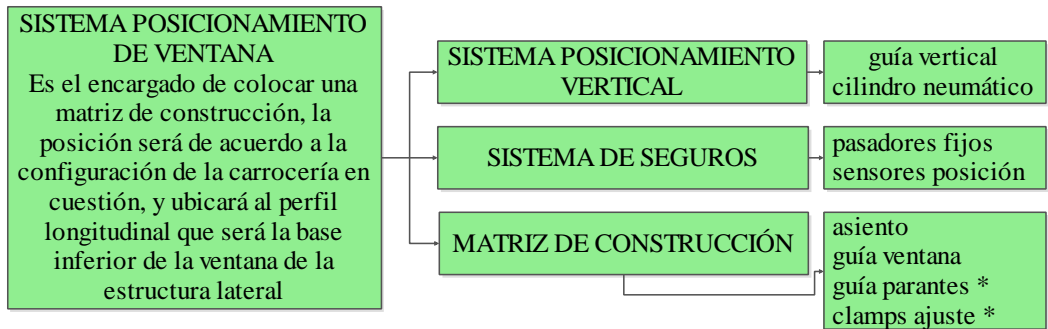 SISTEMA POSICIONAMIENTO
DE VENTANA
Es el encargado de colocar una
matriz de construcción, la
posición será de acuerdo a la
configuración de la carrocería en
cuestión, y ubicará al perfil
longitudinal que será la base
inferior de la ventana de la
estructura lateral
SISTEMA POSICIONAMIENTO
VERTICAL
guía vertical
cilindro neumático
SISTEMA DE SEGUROS
pasadores fijos
sensores posición
MATRIZ DE CONSTRUCCIÓN
asiento
guía ventana
guía parantes *
clamps ajuste *